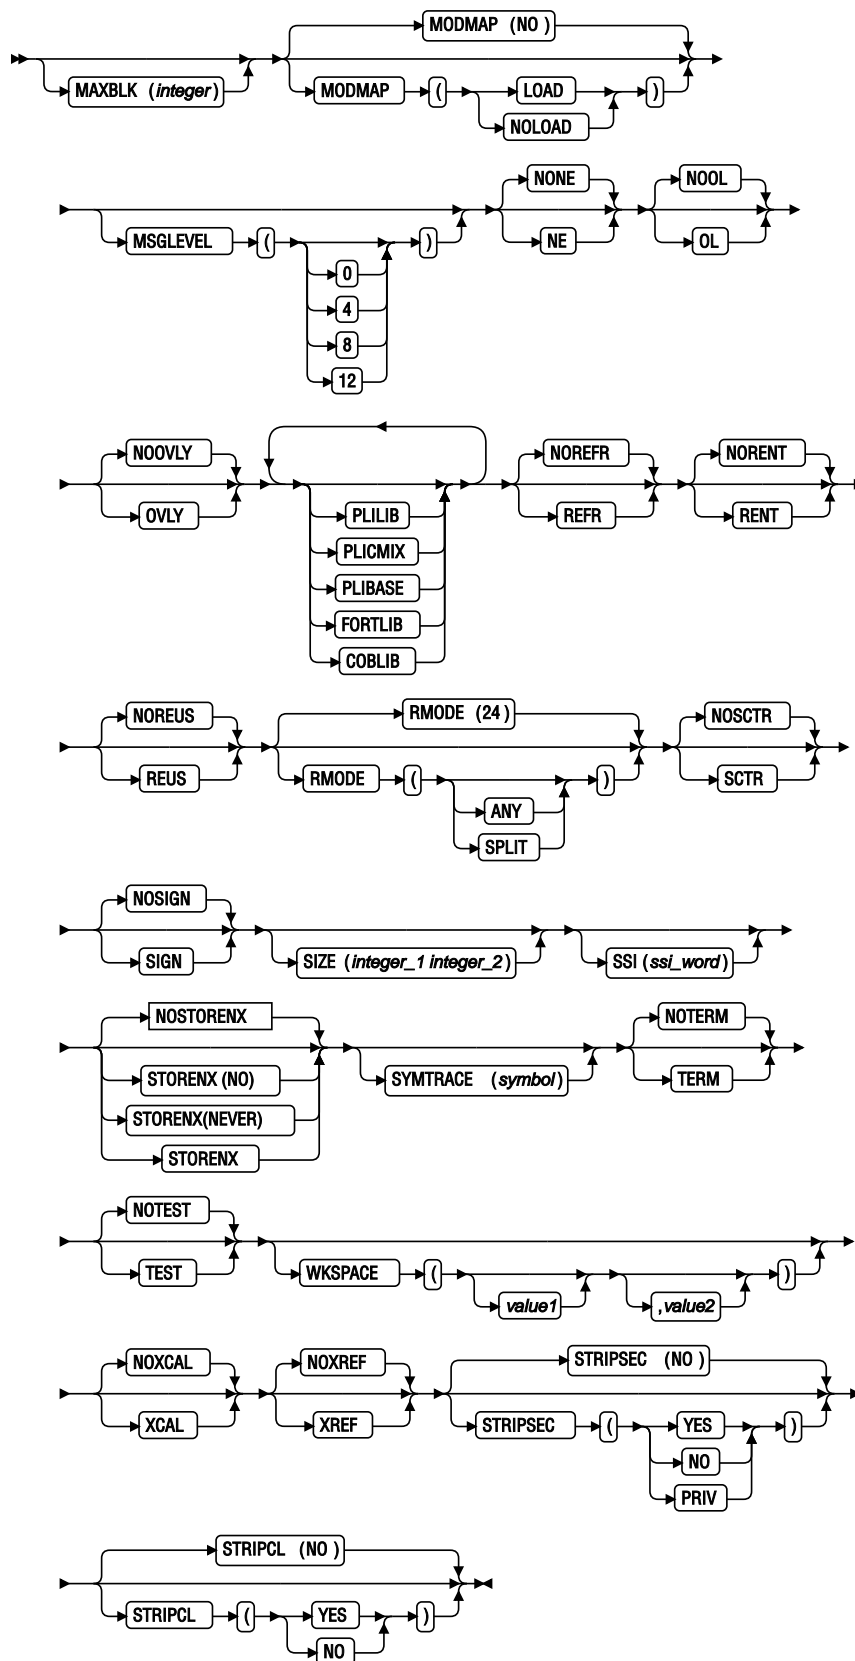 MODMAP (NO)
MAXBLK (integer)
MODMAP ( LOAD )
NOLOAD
NONE NOOL
MSGLEVEL ( ) NE OL
0
4
8
12
NOOVLY NOREFR NORENT
OVLY PLILIB REFR RENT
PLICMIX
PLIBASE
FORTLIB
COBLIB
NOREUS RMODE (24) NOSCTR
REUS RMODE ( ) SCTR
ANY
SPLIT
NOSIGN
SIGN SIZE (integer_1 integer_2) SSI (ssi_word)
NOSTORENX NOTERM
STORENX (NO) SYMTRACE (symbol) TERM
STORENX(NEVER)
STORENX
NOTEST
TEST WKSPACE ( )
value1 ,value2
NOXCAL NOXREF STRIPSEC (NO)
XCAL XREF STRIPSEC ( YES )
NO
PRIV
STRIPCL (NO)
STRIPCL ( YES )
NO